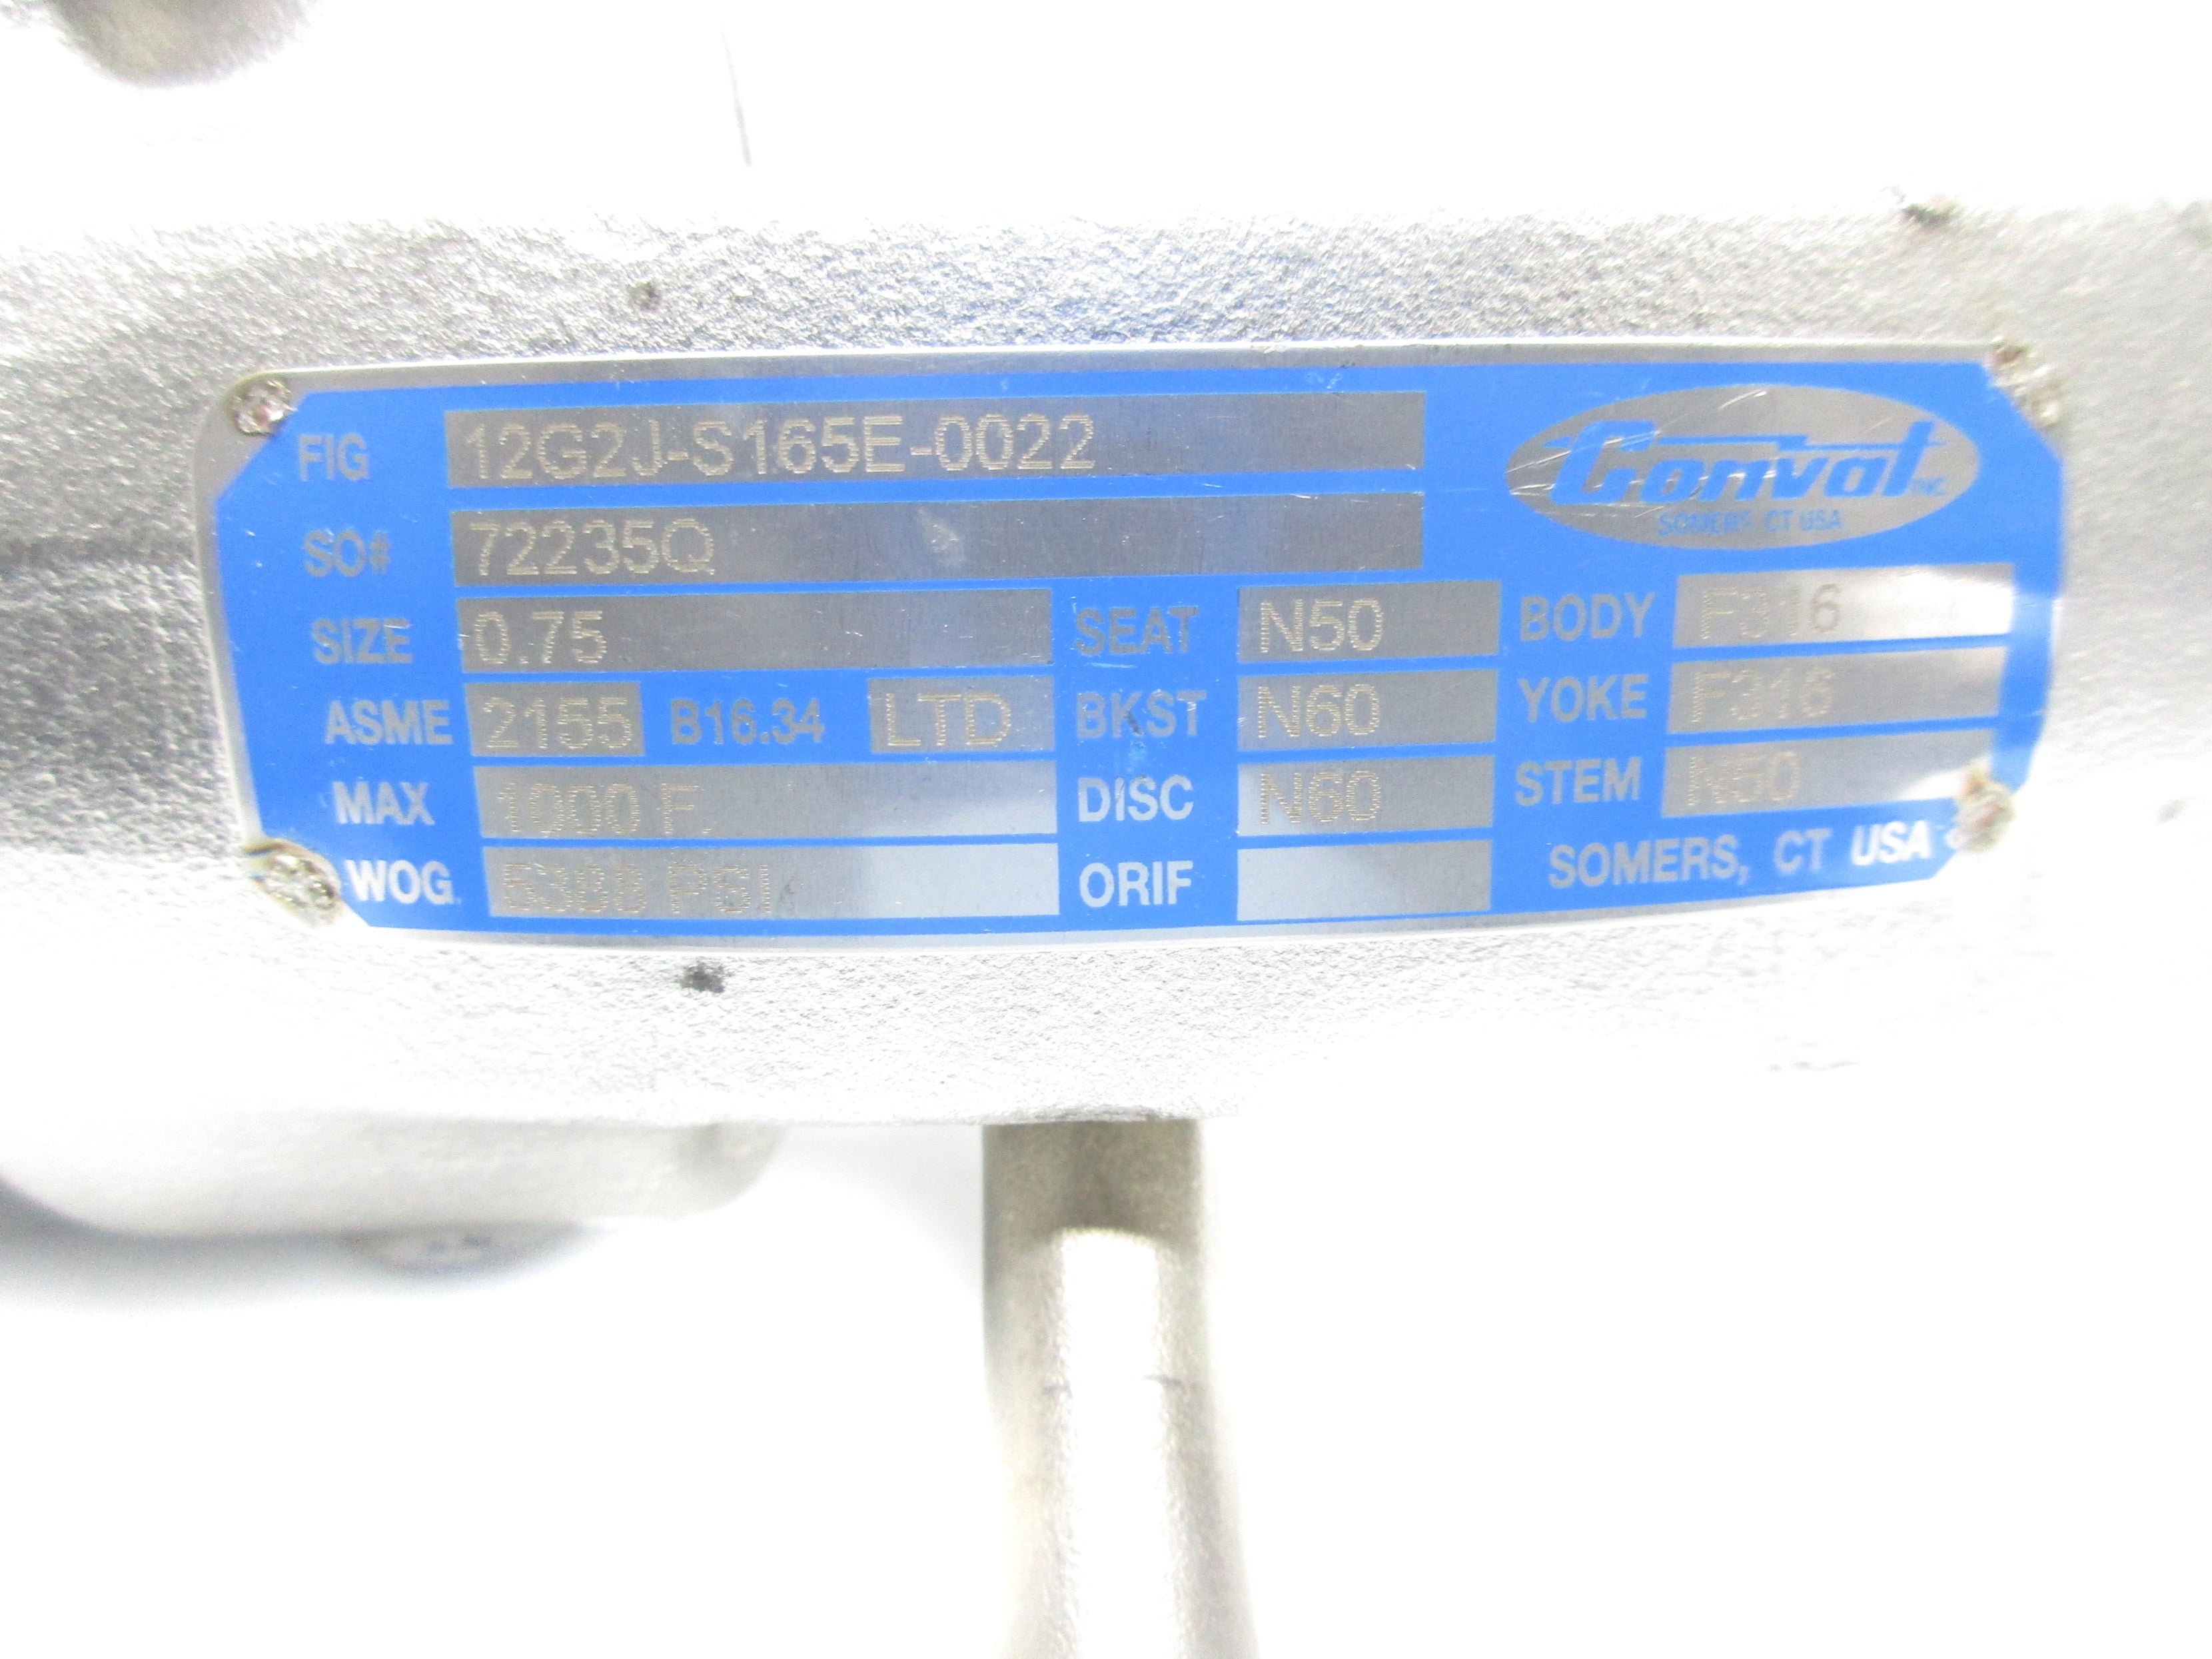 FIG 12G2J-S165E-0022
Conval INC.
SOMERS, CT USA
SO# 72235Q
SIZE 0.75 SEAT N50 BODY F316
ASME 2155 B16.34 LTD BKST N60 YOKE F316
MAX 1000 F. DISC N60 STEM N50
WOG PSI ORIF SOMERS, CT USA